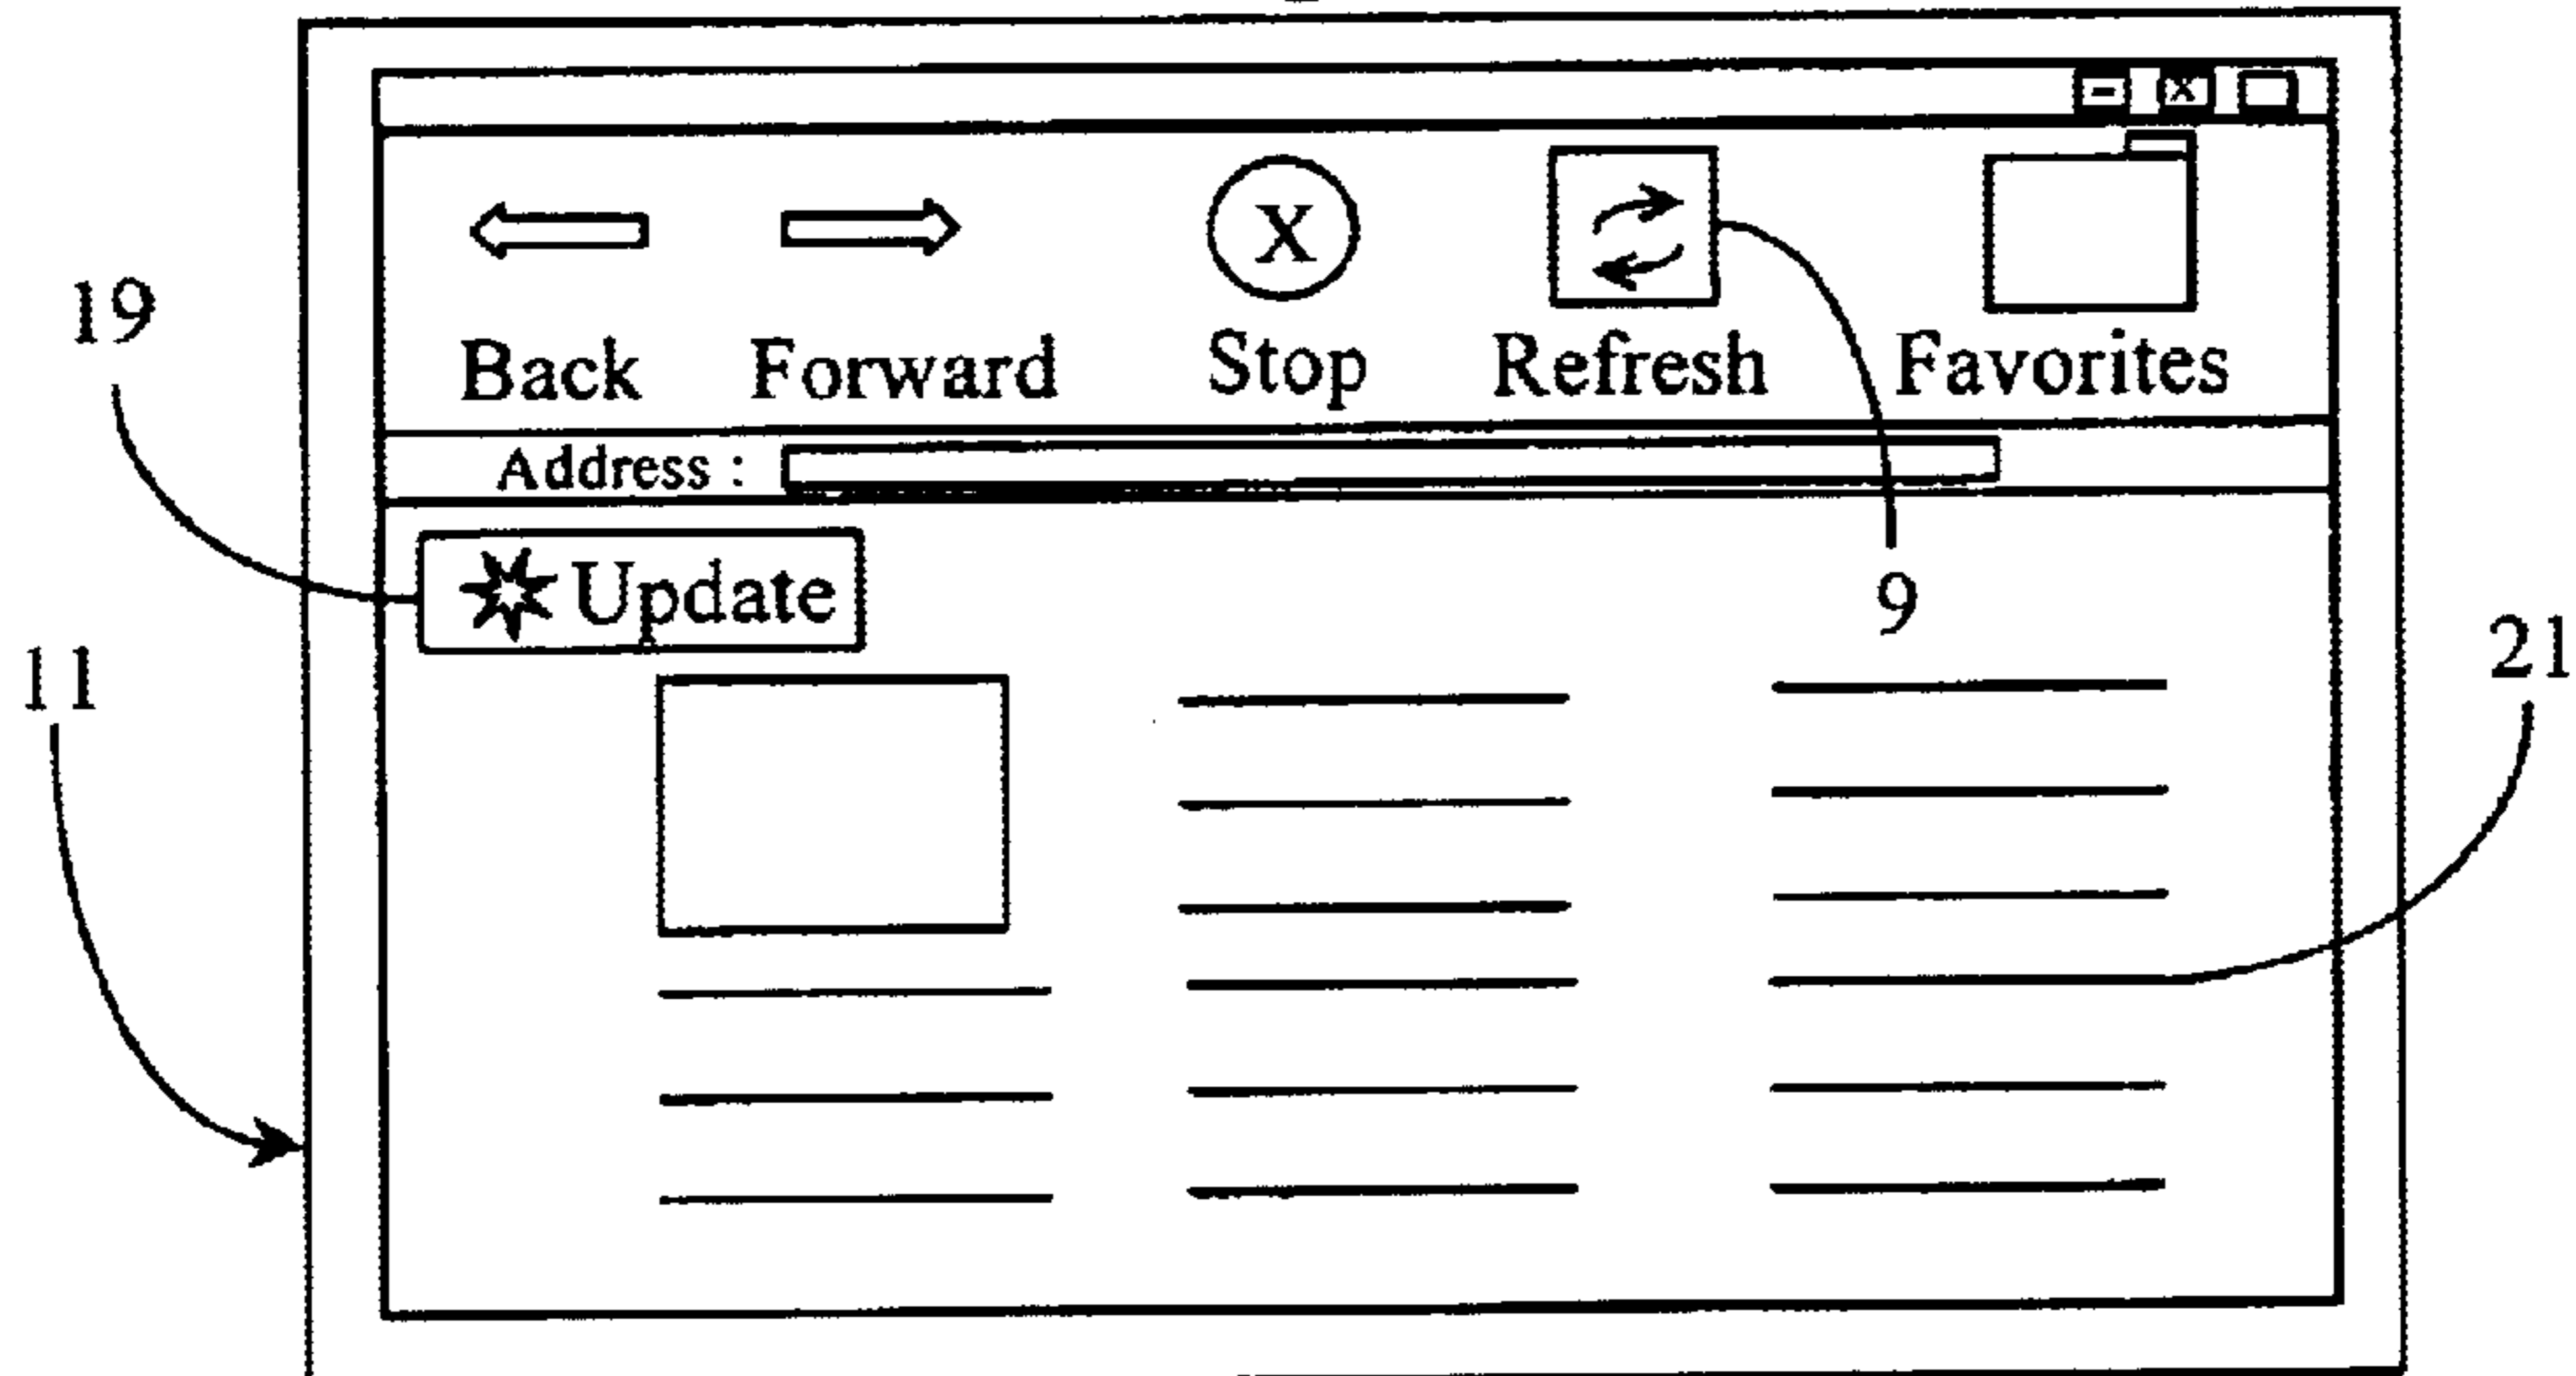 - X
X
19
Back Forward Stop Refresh Favorites
Address :
Update
9
11
21